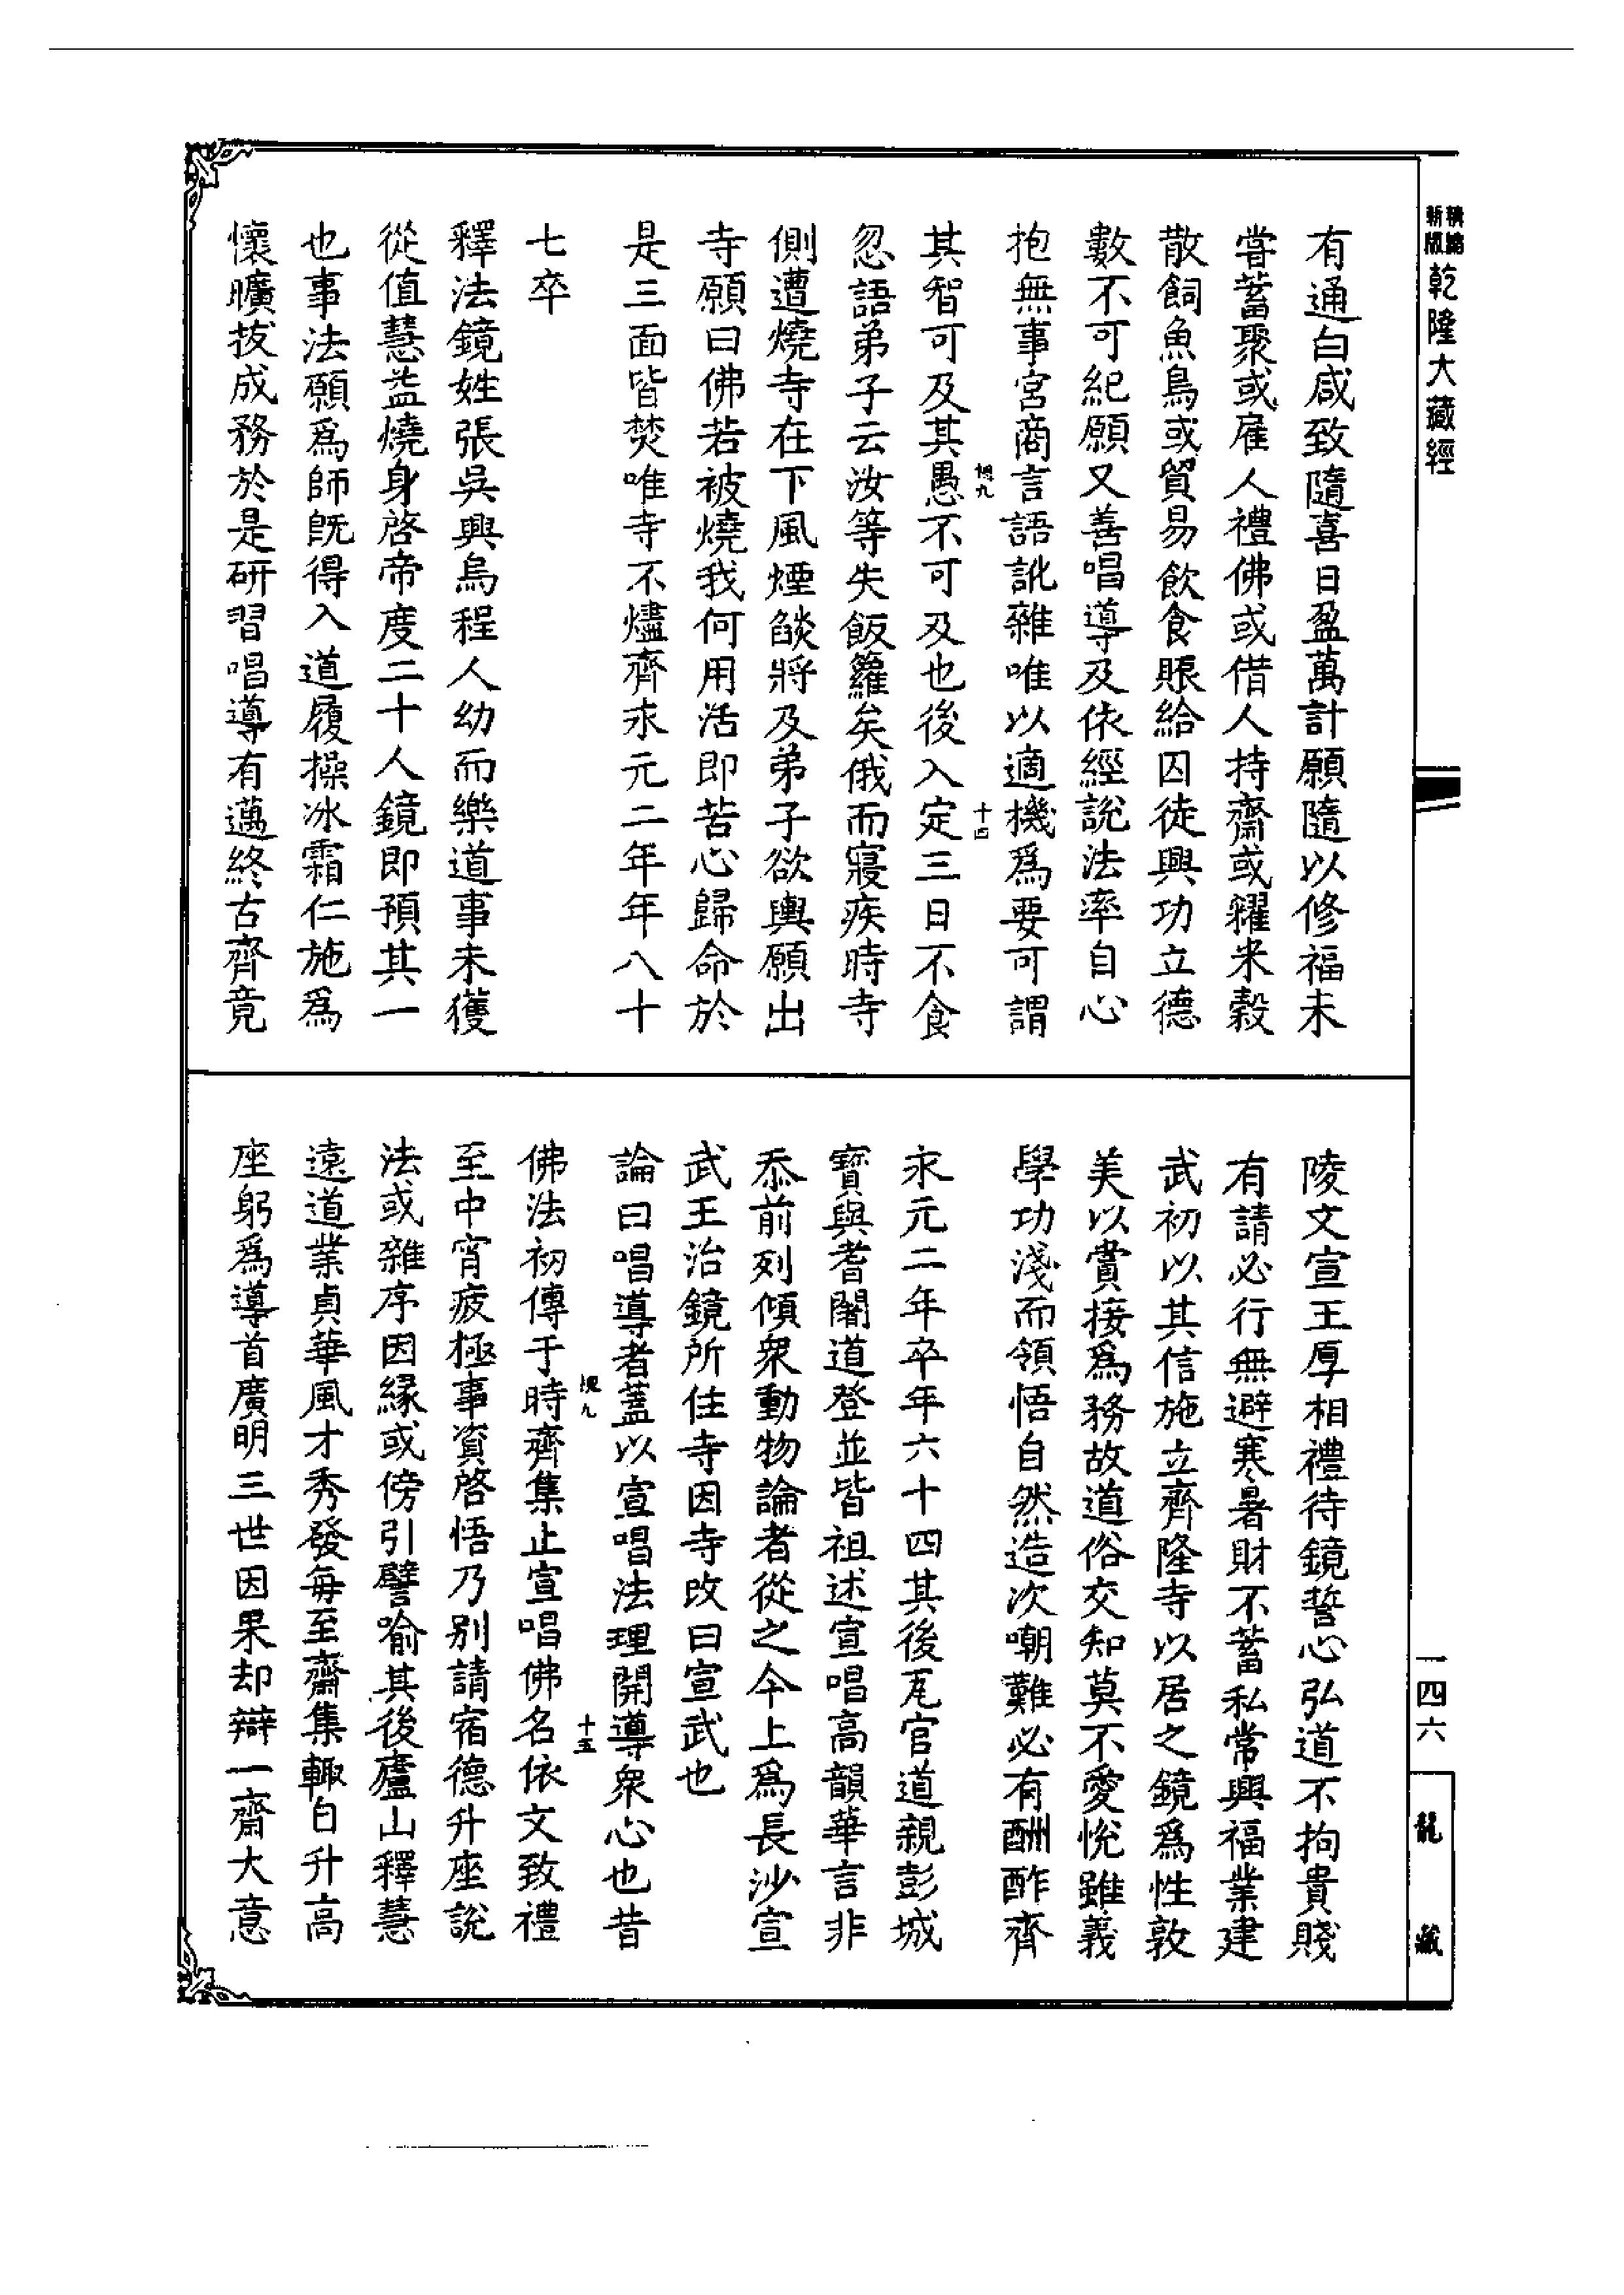 精縮
新版
乾隆大藏經
有通白咸致隨喜日盈萬計願隨以修福未
嘗蓄聚或雇人禮佛或借人持齋或糴米穀
散飼魚鳥或貿易飲食賑給囚徒興功立德
數不可紀願又善唱導及依經說法率自心
抱無事宮商言語訛雜唯以適機爲要可謂
其智可及其愚不可及也後入定三日不食
忽語弟子云汝等失飯籮矣俄而寢疾時寺
側遭燒寺在下風煙燄將及弟子欲輿願出
寺願曰佛若被燒我何用活即苦心歸命於
是三面皆焚唯寺不燼齊永元二年年八十
七卒
釋法鏡姓張吳興烏程人幼而樂道事未獲
從值慧益燒身啓帝度二十人鏡即預其一
也事法願爲師旣得入道履操冰霜仁施爲
懷曠拔成務於是研習唱導有邁終古齊竟
陵文宣王厚相禮待鏡誓心弘道不拘貴賤
有請必行無避寒暑財不蓄私常興福業建
武初以其信施立齊隆寺以居之鏡爲性敦
美以賞接爲務故道俗交知莫不愛悅雖義
學功淺而領悟自然造次嘲難必有酬酢齊
永元二年卒年六十四其後瓦官道親彭城
寶興耆闍道登並皆祖述宣唱高韻華言非
忝前列傾衆動物論者從之今上爲長沙宣
武王治鏡所住寺因寺改曰宣武也
論曰唱導者蓋以宣唱法理開導衆心也昔
佛法初傳于時齊集止宣唱佛名依文致禮
至中宵疲極事資啓悟乃別請宿德升座說
法或雜序因緣或傍引譬喻其後廬山釋慧
遠道業貞華風才秀發每至齋集輙自升高
座躬爲導首廣明三世因果却辯一齋大意
十四
十五
一四六
龍藏